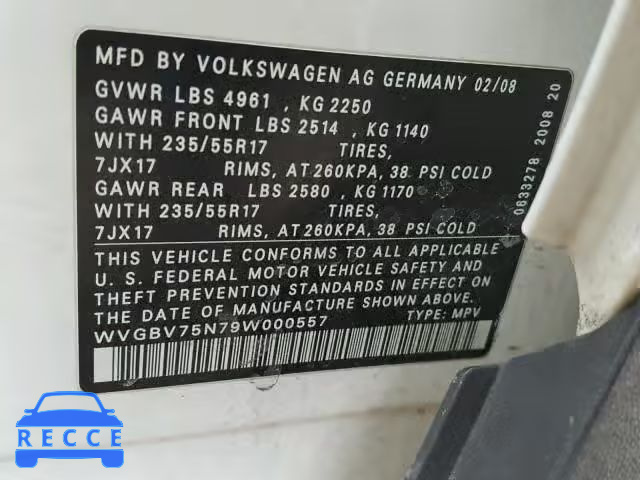 MFD BY VOLKSWAGEN AG GERMANY 02/08
GVWR LBS 4961 , KG 2250
GAWR FRONT LBS 2514 , KG 1140
WITH 235/55R17 TIRES,
7JX17 RIMS, AT 260KPA, 38 PSI COLD
GAWR REAR LBS 2580 , KG 1170
WITH 235/55R17 TIRES,
7JX17 RIMS, AT 260KPA, 38 PSI COLD
THIS VEHICLE CONFORMS TO ALL APPLICABLE
U. S. FEDERAL MOTOR VEHICLE SAFETY AND
THEFT PREVENTION STANDARDS IN EFFECT ON
THE DATE OF MANUFACTURE SHOWN ABOVE.
WVGBV75N79W000557 TYPE: MPV
0633278 2008 20
RECCE